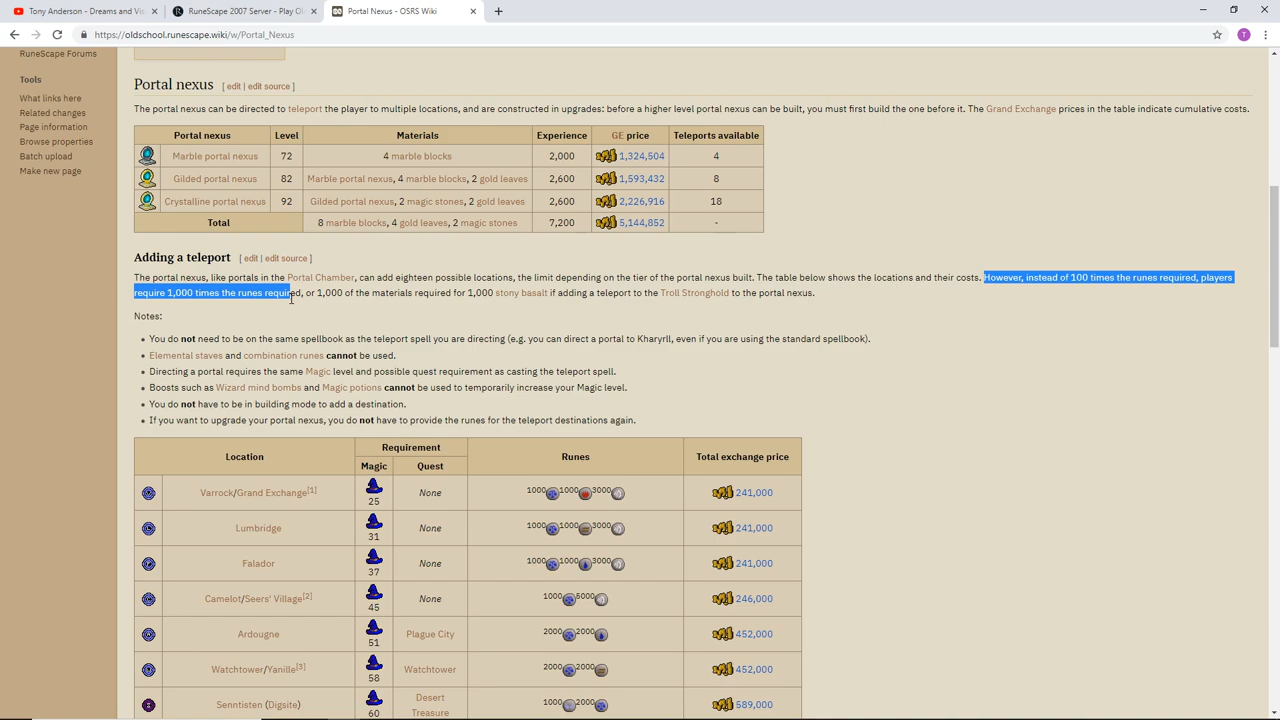 Tony Anderson - Dreams and Vis
RuneScape 2007 Server - Play Ol
Portal Nexus - OSRS Wiki
https://oldschool.runescape.wiki/w/Portal_Nexus
T
RuneScape Forums
Tools
What links here
Related changes
Page information
Browse properties
Batch upload
Make new page
Portal nexus [ edit | edit source ]
The portal nexus can be directed to teleport the player to multiple locations, and are constructed in upgrades: before a higher level portal nexus can be built, you must first build the one before it. The Grand Exchange prices in the table indicate cumulative costs.
Portal nexus Level Materials Experience GE price Teleports available
Marble portal nexus 72 4 marble blocks 2,000 1,324,504 4
Gilded portal nexus 82 Marble portal nexus, 4 marble blocks, 2 gold leaves 2,600 1,593,432 8
Crystalline portal nexus 92 Gilded portal nexus, 2 magic stones, 2 gold leaves 2,600 2,226,916 18
Total 8 marble blocks, 4 gold leaves, 2 magic stones 7,200 5,144,852 -
Adding a teleport [ edit | edit source ]
The portal nexus, like portals in the Portal Chamber, can add eighteen possible locations, the limit depending on the tier of the portal nexus built. The table below shows the locations and their costs. However, instead of 100 times the runes required, players
require 1,000 times the runes required, or 1,000 of the materials required for 1,000 stony basalt if adding a teleport to the Troll Stronghold to the portal nexus.
Notes:
• You do not need to be on the same spellbook as the teleport spell you are directing (e.g. you can direct a portal to Kharyrll, even if you are using the standard spellbook).
• Elemental staves and combination runes cannot be used.
• Directing a portal requires the same Magic level and possible quest requirement as casting the teleport spell.
• Boosts such as Wizard mind bombs and Magic potions cannot be used to temporarily increase your Magic level.
• You do not have to be in building mode to add a destination.
• If you want to upgrade your portal nexus, you do not have to provide the runes for the teleport destinations again.
Location Requirement Runes Total exchange price
Magic Quest
Varrock/Grand Exchange[1] 25 None 1000 1000 3000 241,000
Lumbridge 31 None 1000 1000 3000 241,000
Falador 37 None 1000 1000 3000 241,000
Camelot/Seers' Village[2] 45 None 1000 5000 246,000
Ardougne 51 Plague City 2000 2000 452,000
Watchtower/Yanille[3] 58 Watchtower 2000 2000 452,000
Senntisten (Digsite) 60 Desert Treasure 1000 2000 589,000